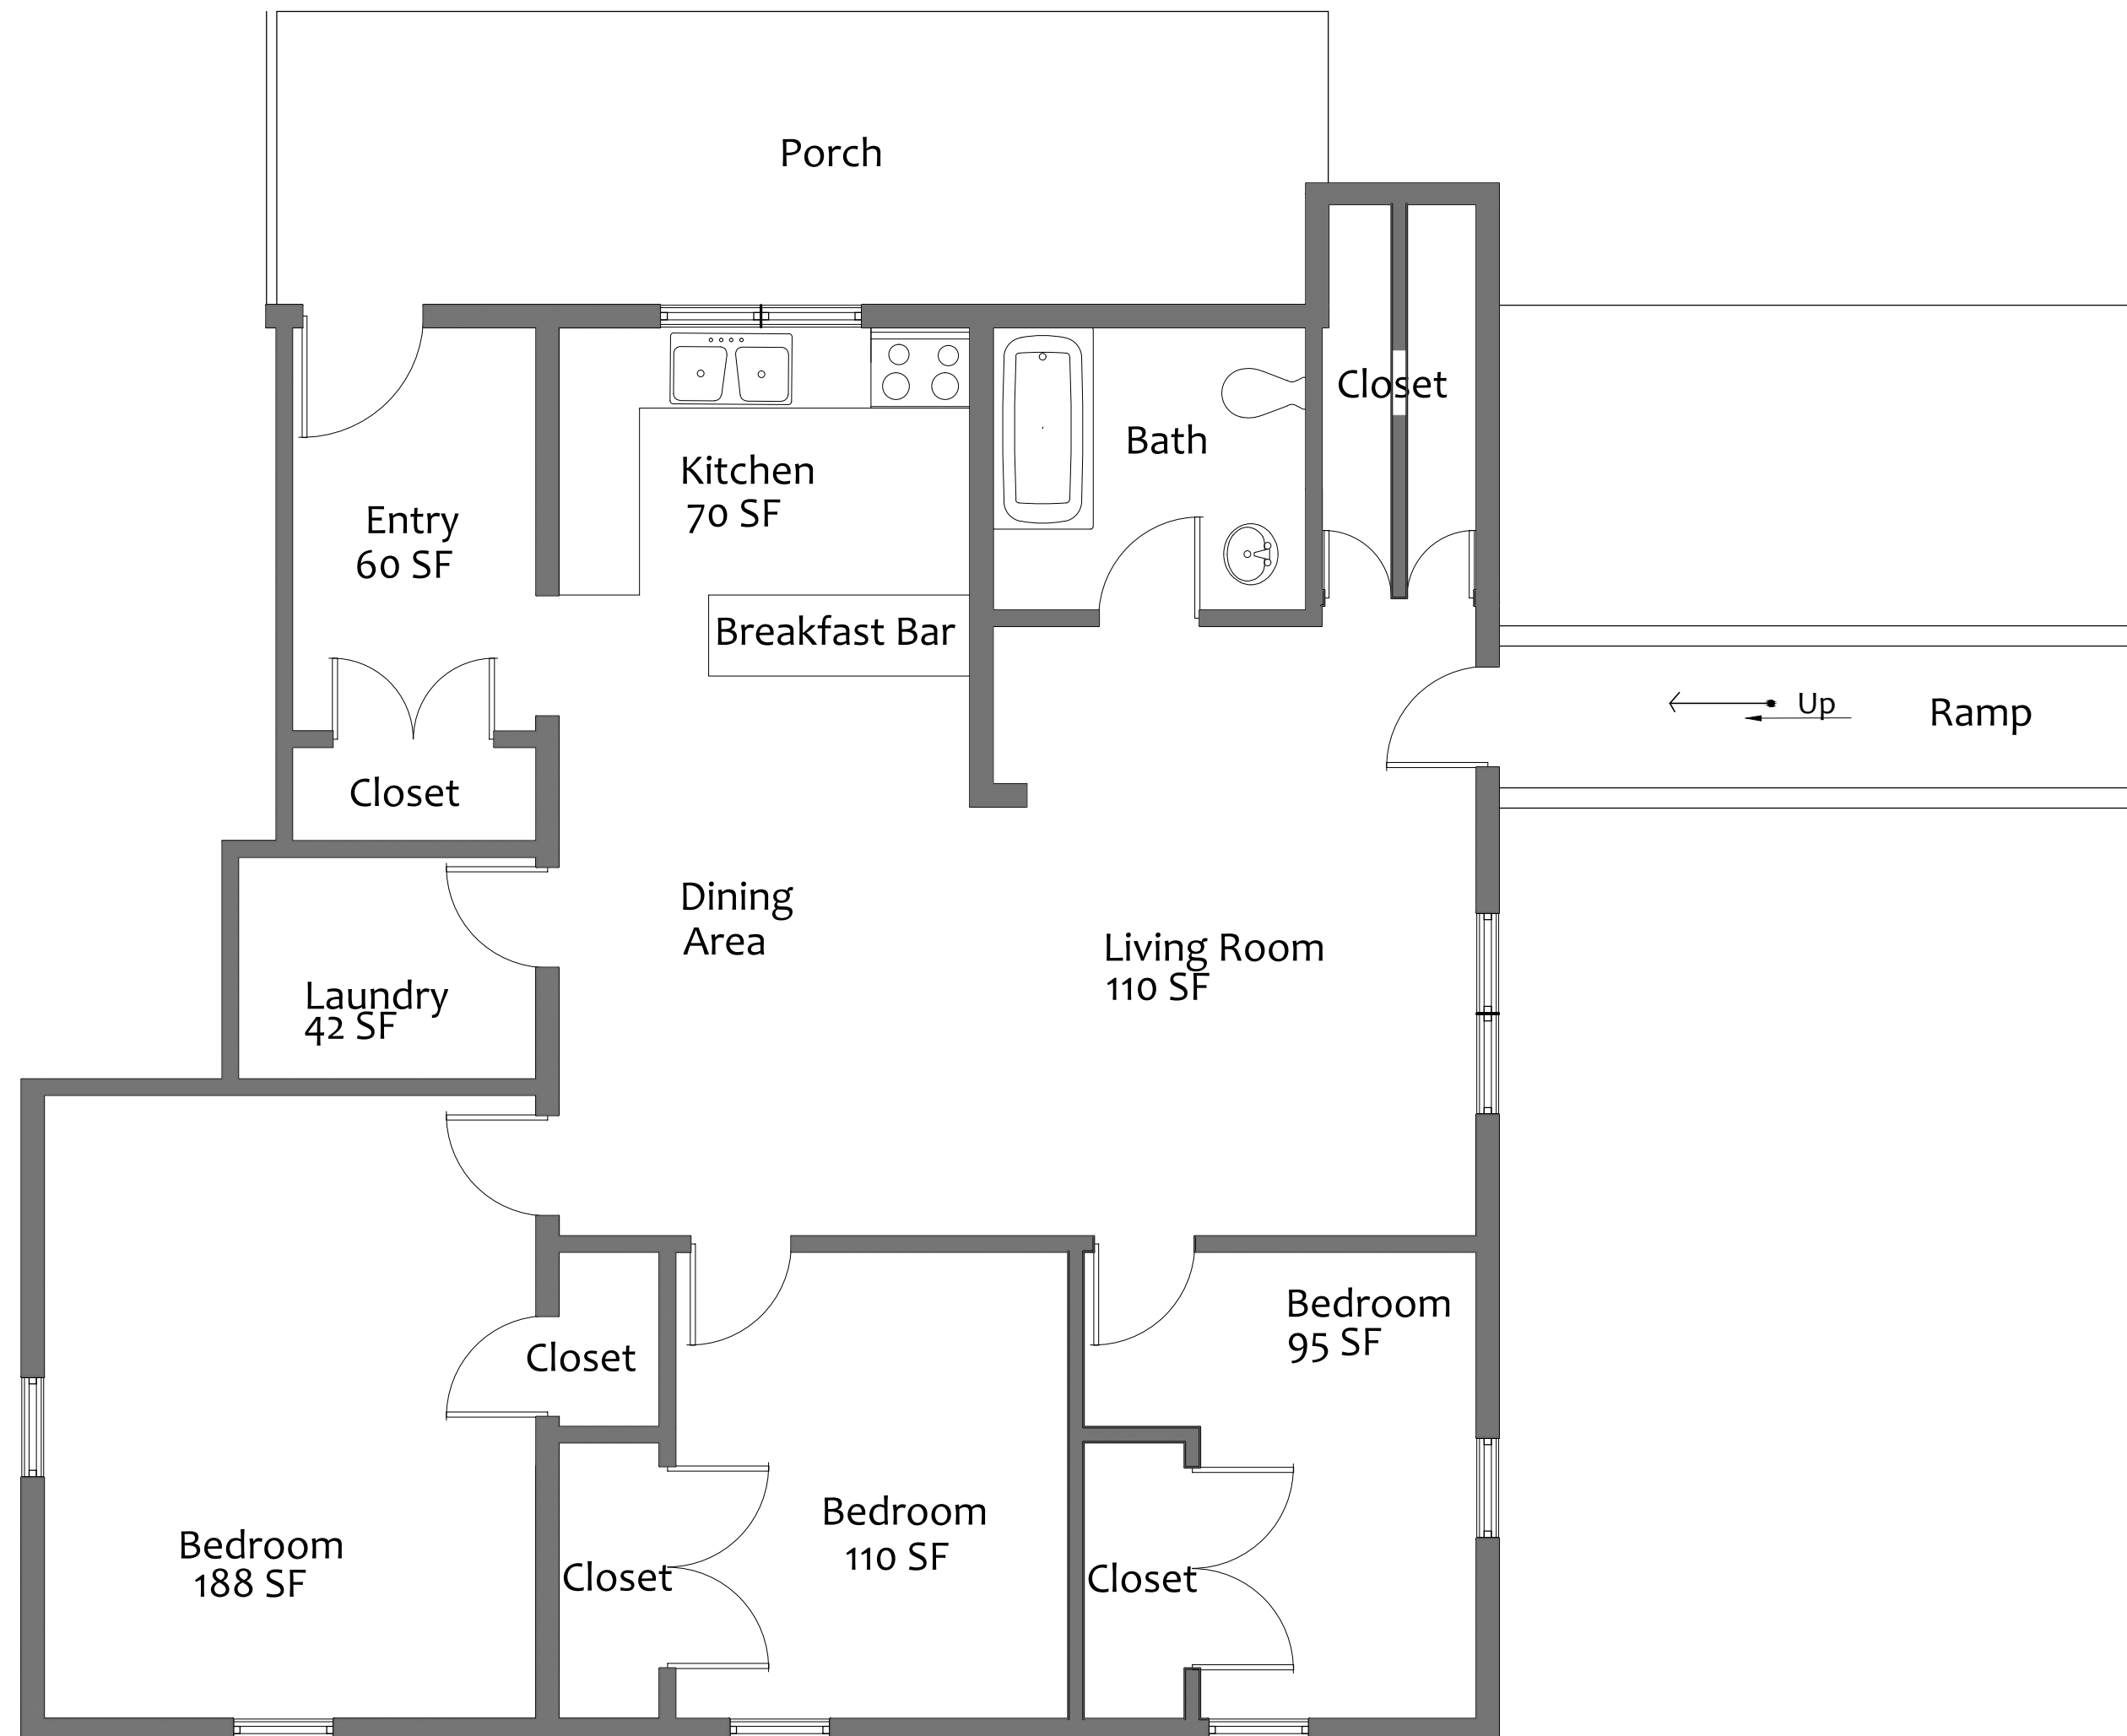 Porch
Closet
Bath
Kitchen
70 SF
Entry
60 SF
Breakfast Bar
Up
Ramp
Closet
Dining
Area
Living Room
110 SF
Laundry
42 SF
Bedroom
95 SF
Closet
Bedroom
110 SF
Bedroom
188 SF
Closet
Closet